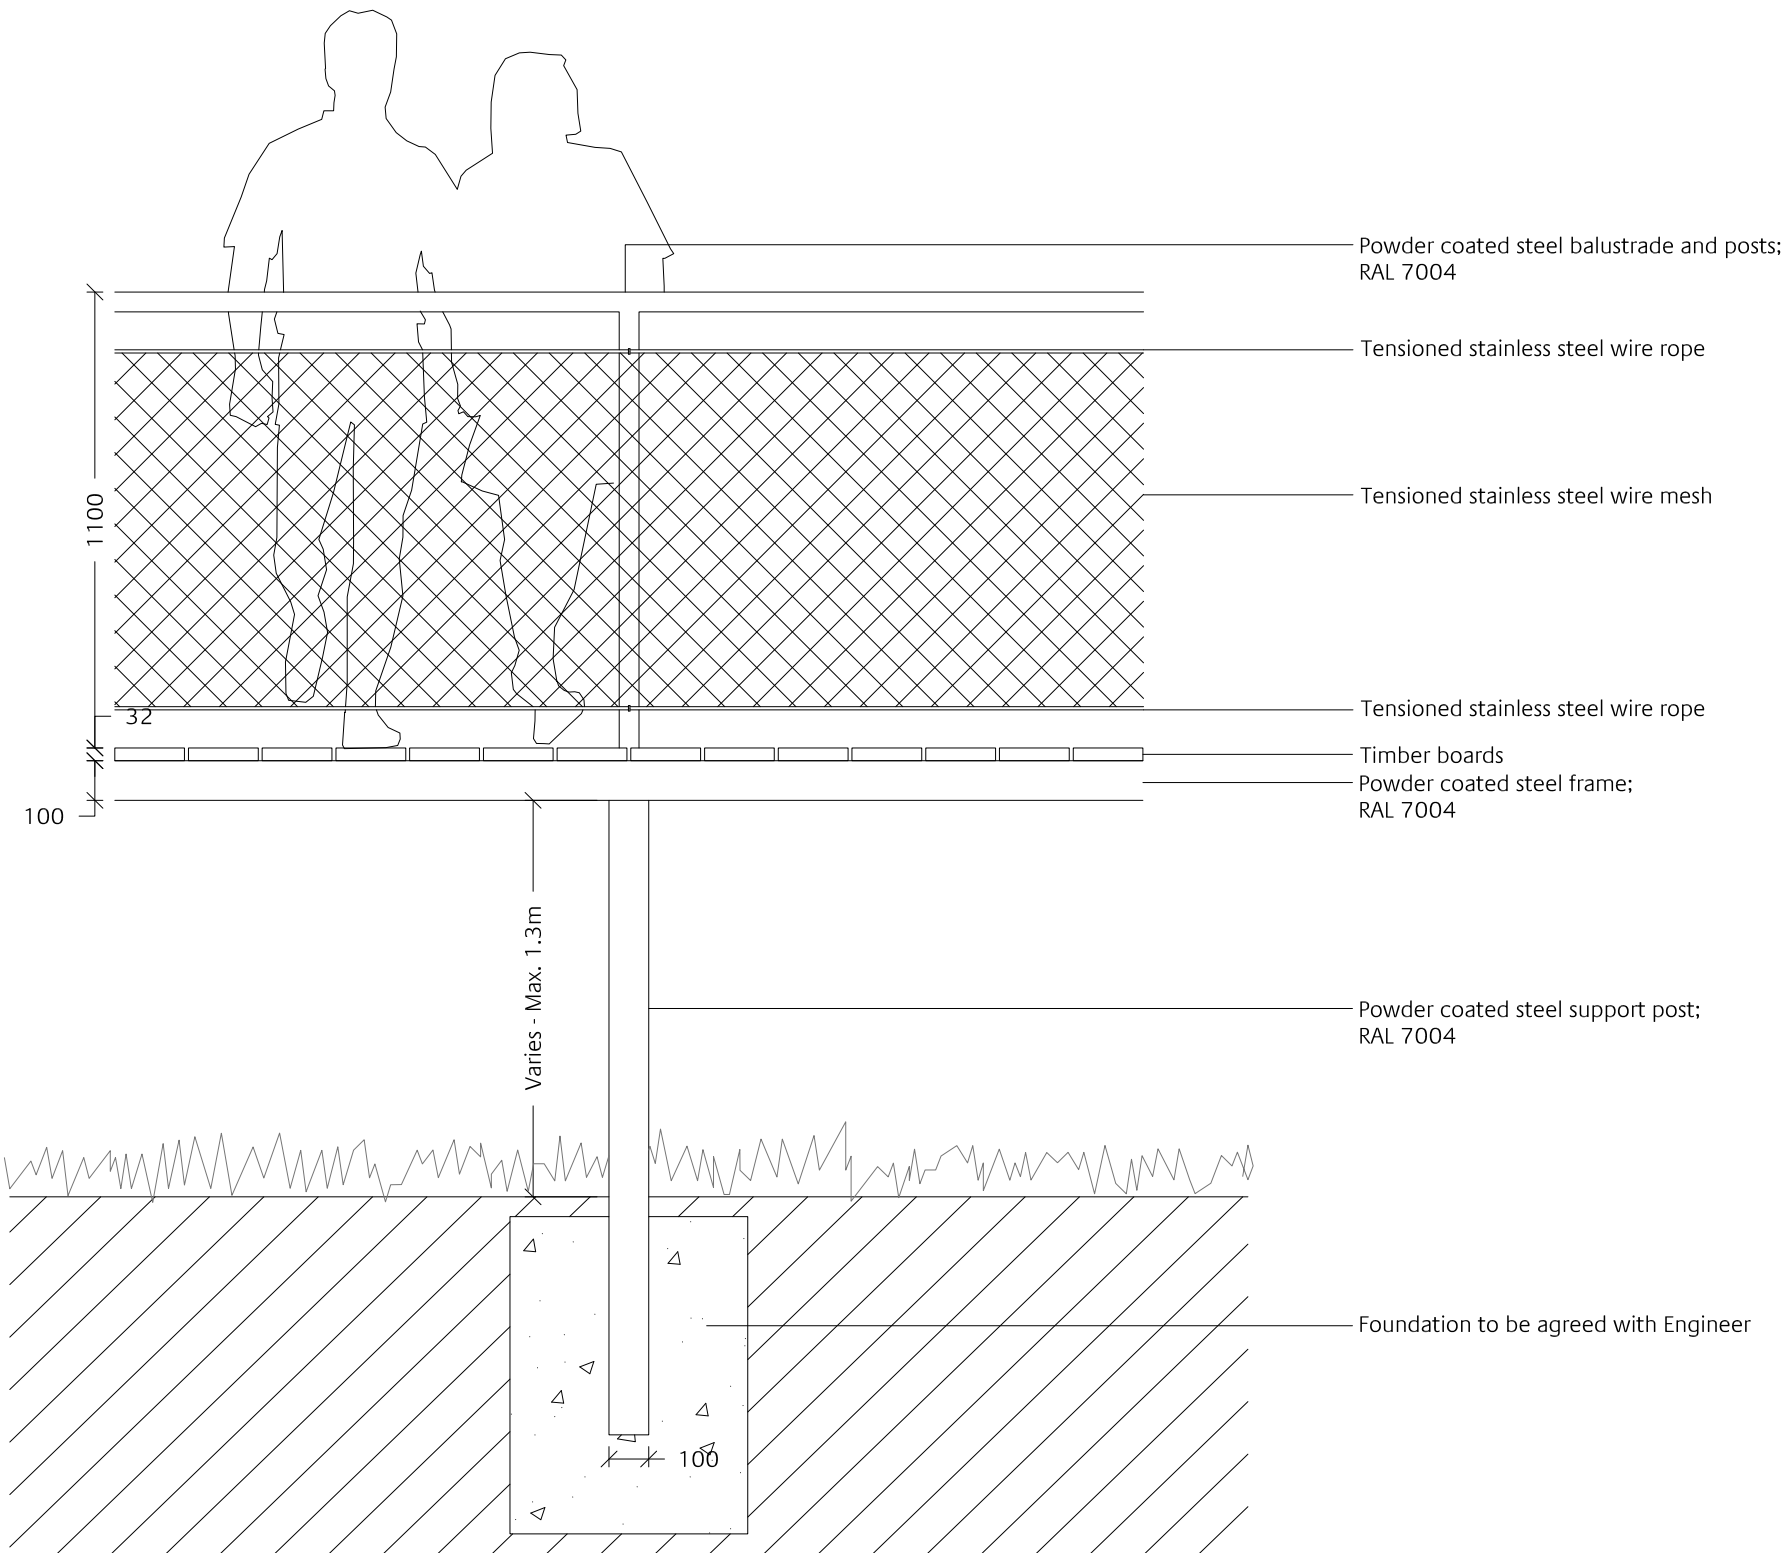 Powder coated steel balustrade and posts;
RAL 7004
Tensioned stainless steel wire rope
Tensioned stainless steel wire mesh
1100
Tensioned stainless steel wire rope
32
Timber boards
Powder coated steel frame;
RAL 7004
100
Varies - Max. 1.3m
Powder coated steel support post;
RAL 7004
Foundation to be agreed with Engineer
100